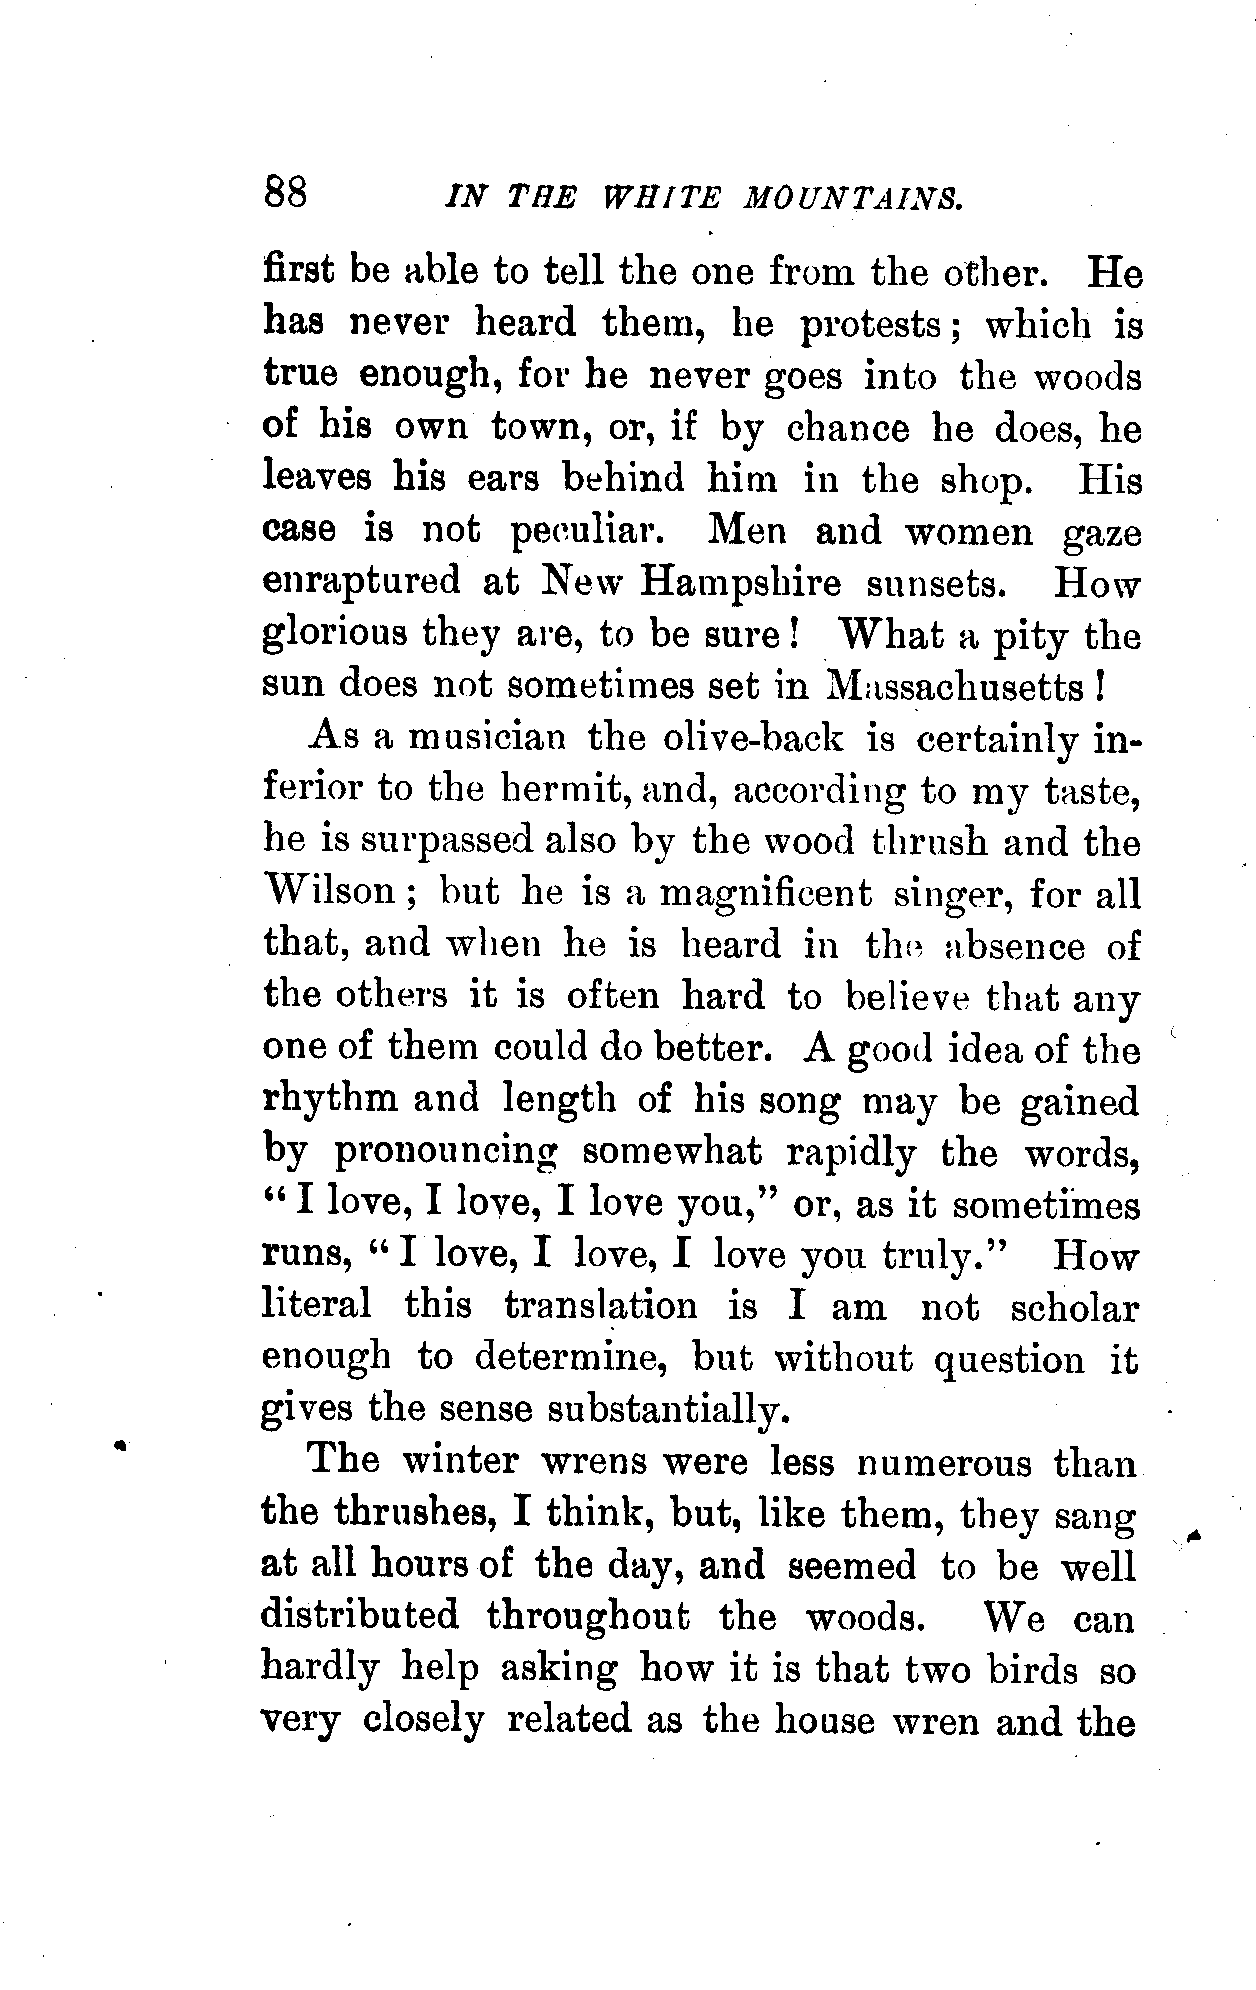 88 IN THE WHITE MOUNTAINS.
first be able to tell the one from the other. He
has never heard them, he protests; which is
true enough, for he never goes into the woods
of his own town, or, if by chance he does, he
leaves his ears behind him in the shop. His
case is not peculiar. Men and women gaze
enraptured at New Hampshire sunsets. How
glorious they are, to be sure! What a pity the
sun does not sometimes set in Massachusetts!
As a musician the olive-back is certainly in-
ferior to the hermit, and, according to my taste,
he is surpassed also by the wood thrush and the
Wilson; but he is a magnificent singer, for all
that, and when he is heard in the absence of
the others it is often hard to believe that any
one of them could do better. A good idea of the
rhythm and length of his song may be gained
by pronouncing somewhat rapidly the words,
"I love, I love, I love you," or, as it sometimes
runs, "I love, I love, I love you truly." How
literal this translation is I am not scholar
enough to determine, but without question it
gives the sense substantially.
The winter wrens were less numerous than
the thrushes, I think, but, like them, they sang
at all hours of the day, and seemed to be well
distributed throughout the woods. We can
hardly help asking how it is that two birds so
very closely related as the house wren and the